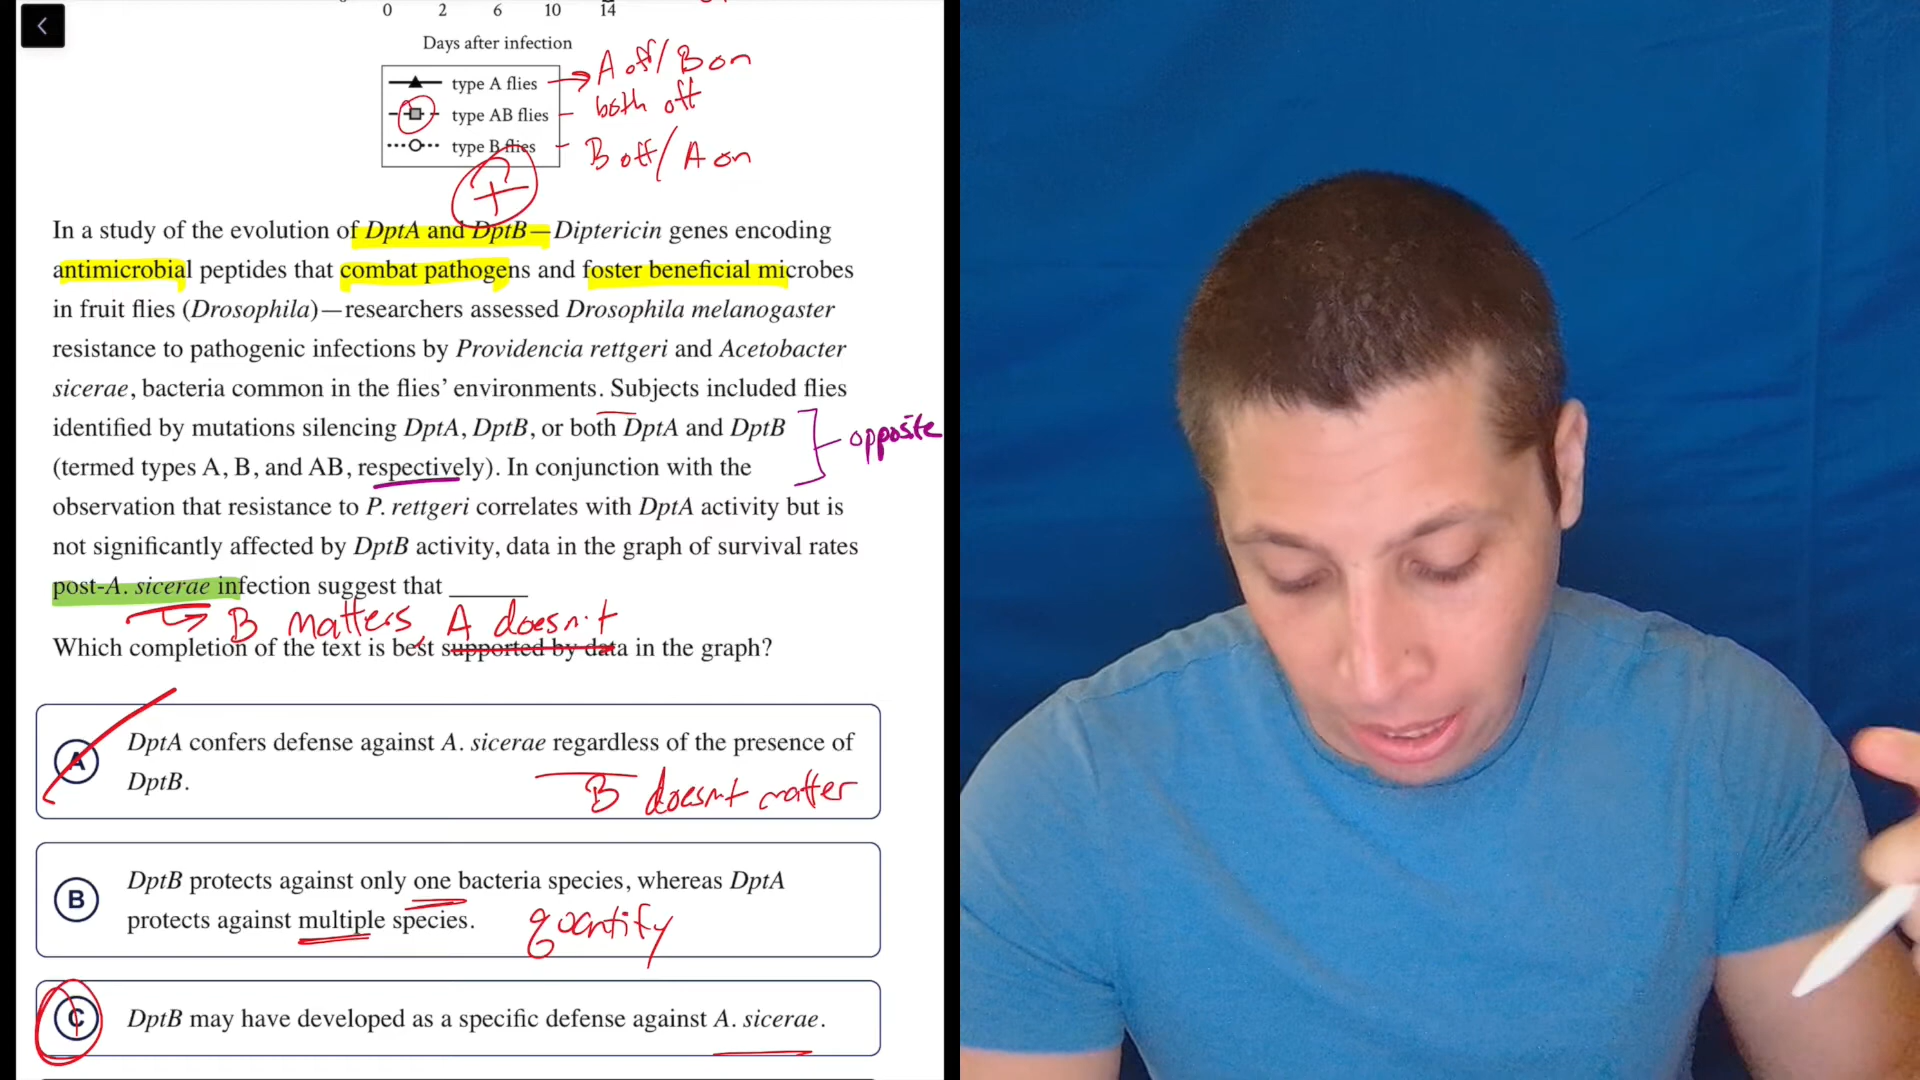 0 2 6 10 14
Days after infection
type A flies → A off/B on
type AB flies – both off
type B flies – B off/A on
+
In a study of the evolution of DptA and DptB—Diptericin genes encoding
antimicrobial peptides that combat pathogens and foster beneficial microbes
in fruit flies (Drosophila)—researchers assessed Drosophila melanogaster
resistance to pathogenic infections by Providencia rettgeri and Acetobacter
sicerae, bacteria common in the flies’ environments. Subjects included flies
identified by mutations silencing DptA, DptB, or both DptA and DptB
opposite
(termed types A, B, and AB, respectively). In conjunction with the
observation that resistance to P. rettgeri correlates with DptA activity but is
not significantly affected by DptB activity, data in the graph of survival rates
post-A. sicerae infection suggest that ______
→ B matters, A doesn't
Which completion of the text is best supported by data in the graph?
A DptA confers defense against A. sicerae regardless of the presence of
DptB.
B doesn't matter
B DptB protects against only one bacteria species, whereas DptA
protects against multiple species.
quantify
C DptB may have developed as a specific defense against A. sicerae.